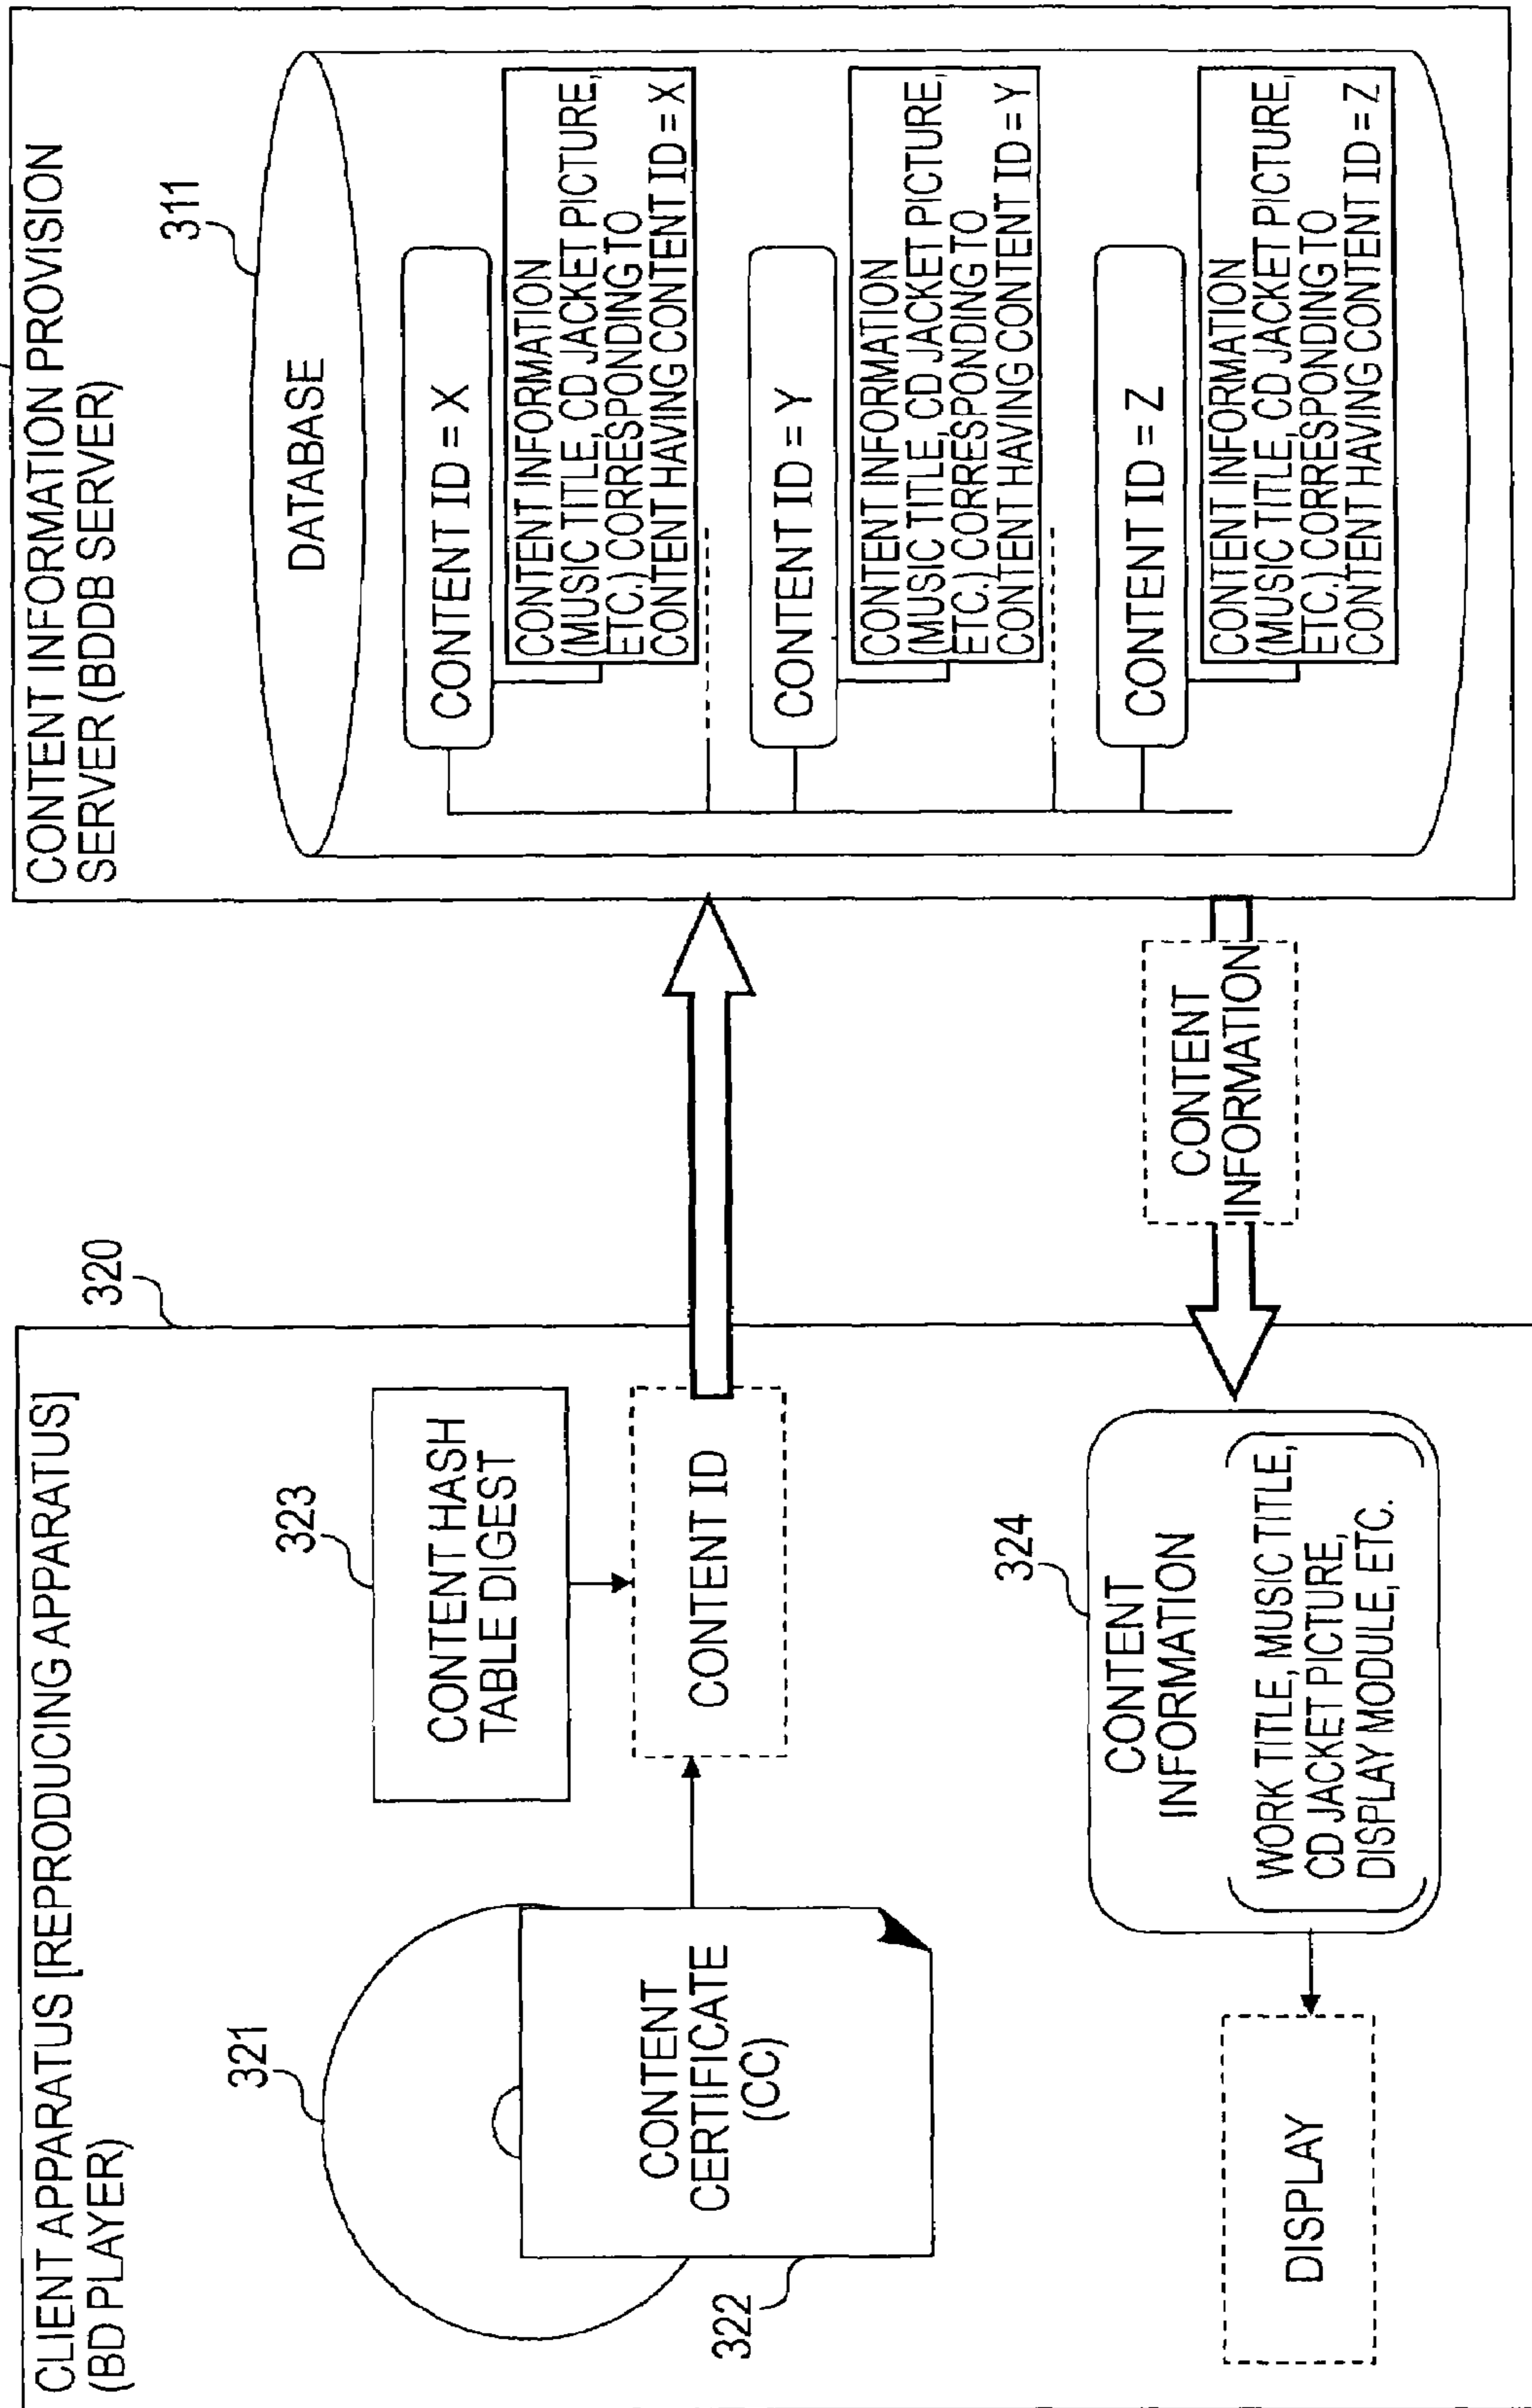 CLIENT APPARATUS [REPRODUCING APPARATUS]
(BD PLAYER)
320
321
322
CONTENT
CERTIFICATE
(CC)
323
CONTENT HASH
TABLE DIGEST
CONTENT ID
324
CONTENT
INFORMATION
WORK TITLE, MUSIC TITLE,
CD JACKET PICTURE,
DISPLAY MODULE, ETC.
DISPLAY
CONTENT
INFORMATION
CONTENT INFORMATION PROVISION
SERVER (BDDB SERVER)
311
DATABASE
CONTENT ID = X
CONTENT INFORMATION
(MUSIC TITLE, CD JACKET PICTURE,
ETC.) CORRESPONDING TO
CONTENT HAVING CONTENT ID = X
CONTENT ID = Y
CONTENT INFORMATION
(MUSIC TITLE, CD JACKET PICTURE,
ETC.) CORRESPONDING TO
CONTENT HAVING CONTENT ID = Y
CONTENT ID = Z
CONTENT INFORMATION
(MUSIC TITLE, CD JACKET PICTURE,
ETC.) CORRESPONDING TO
CONTENT HAVING CONTENT ID = Z